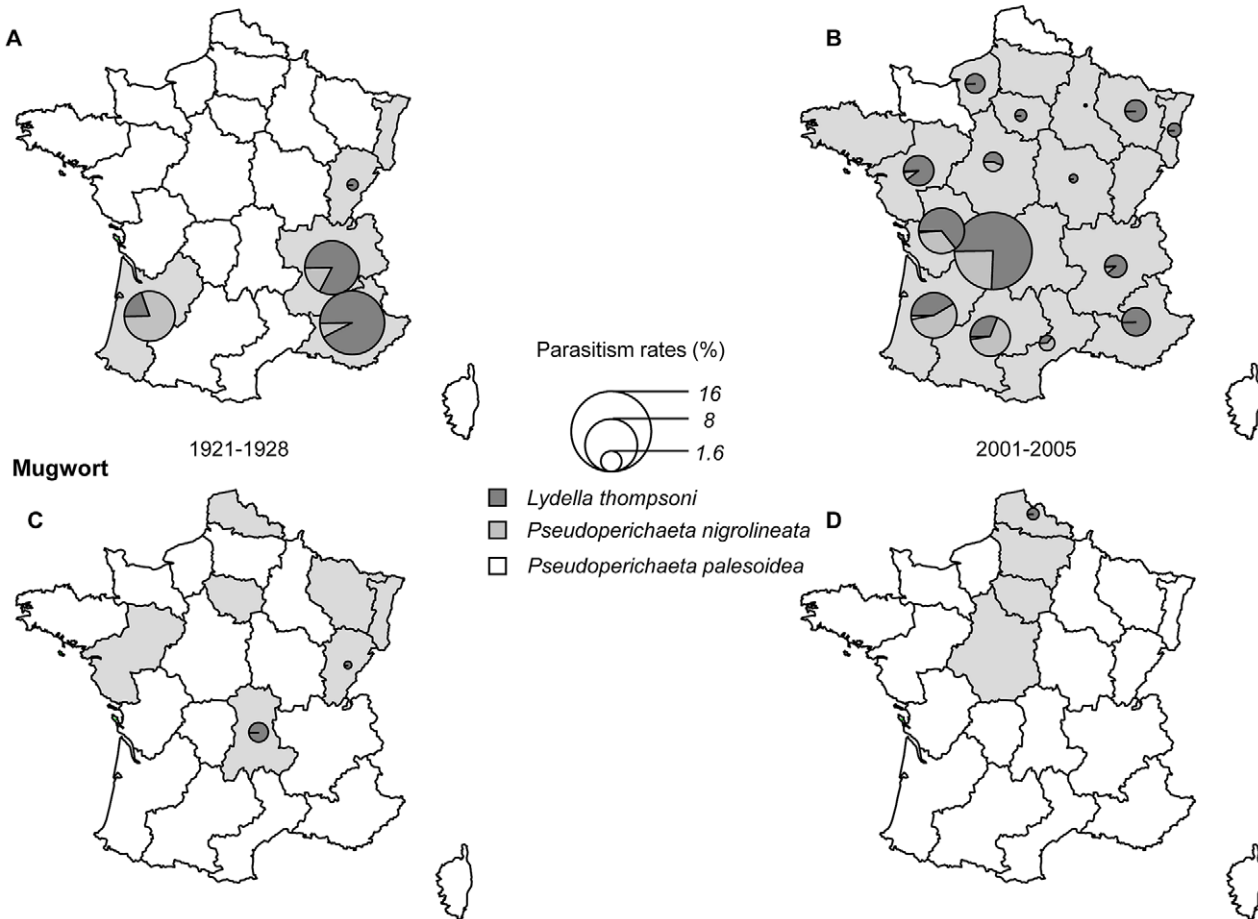 A
B
Parasitism rates (%)
16
8
1.6
1921-1928
2001-2005
Mugwort
C
D
Lydella thompsoni
Pseudoperichaeta nigrolineata
Pseudoperichaeta palesoidea